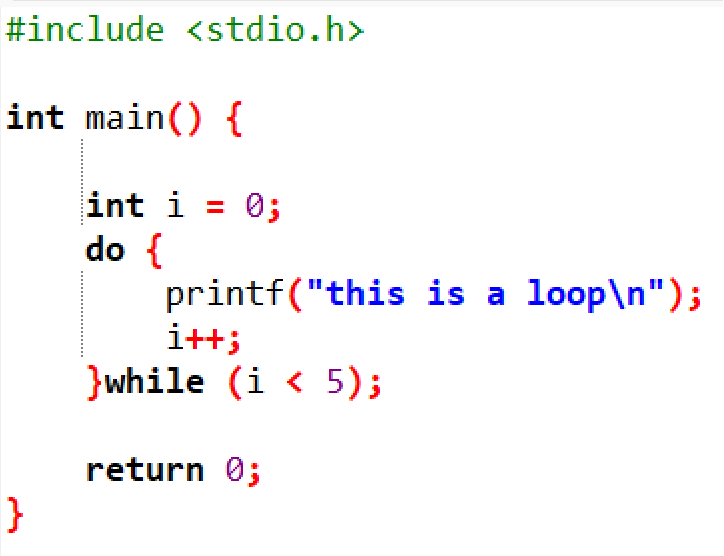 #include <stdio.h>
int main() {
int i = 0;
do {
printf("this is a loop\n");
i++;
}while (i < 5);
return 0;
}